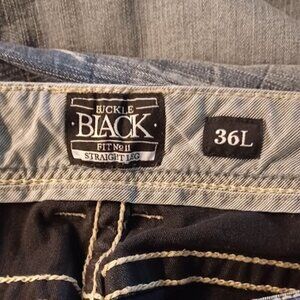 BUCKLE
BLACK
FIT No 11
STRAIGHT LEG
36L